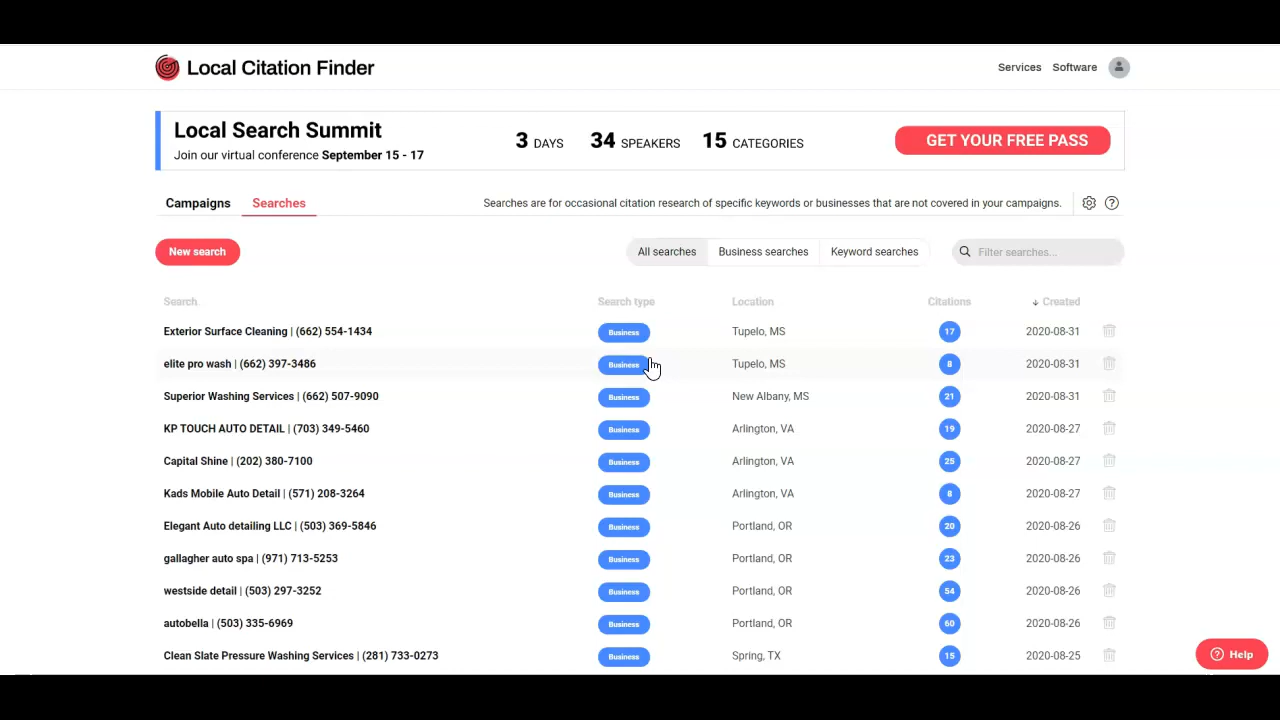 Local Citation Finder Services Software
Local Search Summit
Join our virtual conference September 15 - 17
3 DAYS 34 SPEAKERS 15 CATEGORIES
GET YOUR FREE PASS
Campaigns Searches Searches are for occasional citation research of specific keywords or businesses that are not covered in your campaigns.
New search All searches Business searches Keyword searches Filter searches...
Search Search type Location Citations Created
Exterior Surface Cleaning | (662) 554-1434 Business Tupelo, MS 17 2020-08-31
elite pro wash | (662) 397-3486 Business Tupelo, MS 8 2020-08-31
Superior Washing Services | (662) 507-9090 Business New Albany, MS 21 2020-08-31
KP TOUCH AUTO DETAIL | (703) 349-5460 Business Arlington, VA 19 2020-08-27
Capital Shine | (202) 380-7100 Business Arlington, VA 25 2020-08-27
Kads Mobile Auto Detail | (571) 208-3264 Business Arlington, VA 8 2020-08-27
Elegant Auto detailing LLC | (503) 369-5846 Business Portland, OR 20 2020-08-26
gallagher auto spa | (971) 713-5253 Business Portland, OR 23 2020-08-26
westside detail | (503) 297-3252 Business Portland, OR 54 2020-08-26
autobella | (503) 335-6969 Business Portland, OR 60 2020-08-26
Clean Slate Pressure Washing Services | (281) 733-0273 Business Spring, TX 15 2020-08-25
Help